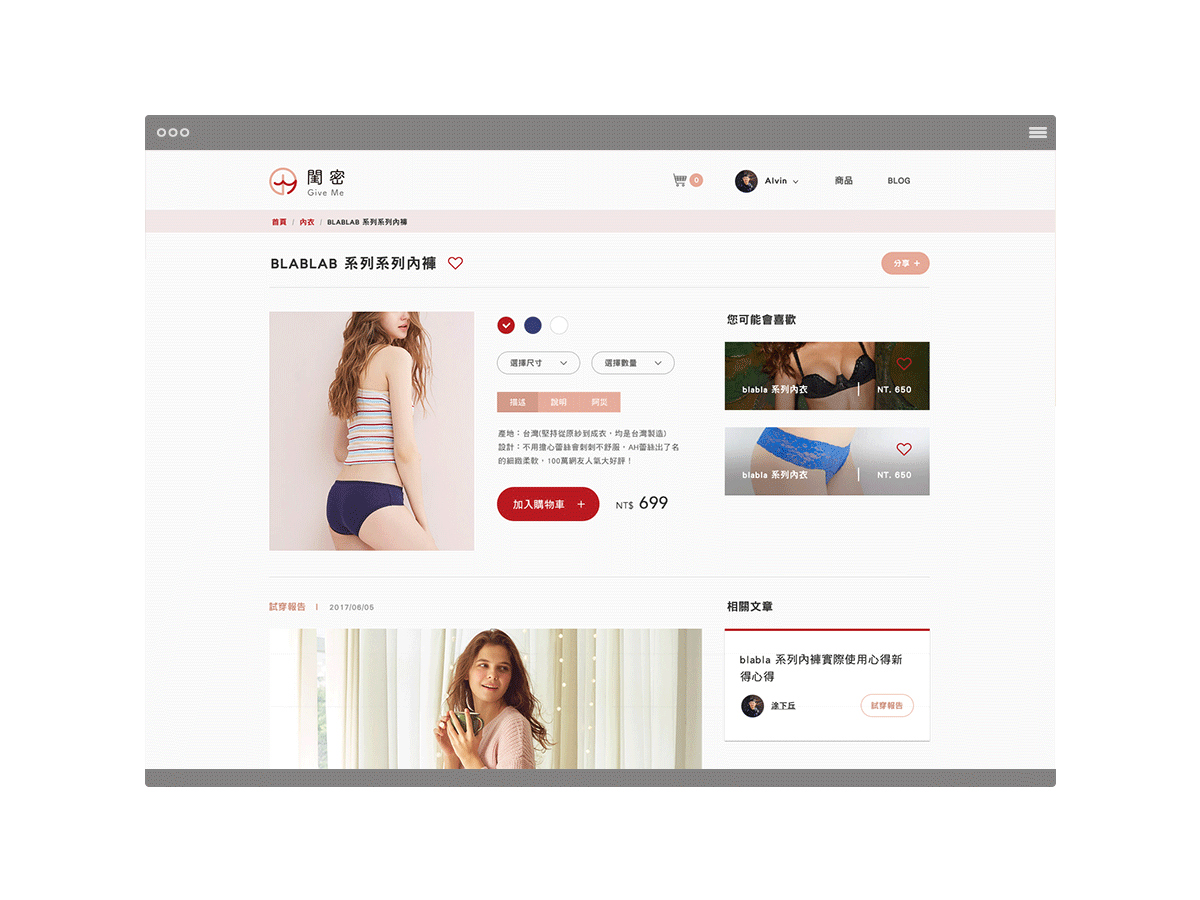 閨密
Give Me
0
Alvin
商品
BLOG
首頁 / 內衣 / BLABLAB 系列系列內褲
BLABLAB 系列系列內褲
分享 +
選擇尺寸
選擇數量
描述
說明
阿災
產地：台灣(堅持從原紗到成衣，均是台灣製造)
設計：不用擔心蕾絲會刺刺不舒服，AH蕾絲出了名
的細緻柔軟，100萬網友人氣大好評！
加入購物車 +
NT$ 699
您可能會喜歡
blabla 系列內衣
NT. 650
blabla 系列內衣
NT. 650
試穿報告 | 2017/06/05
相關文章
blabla 系列內褲實際使用心得新
得心得
涂下丘
試穿報告